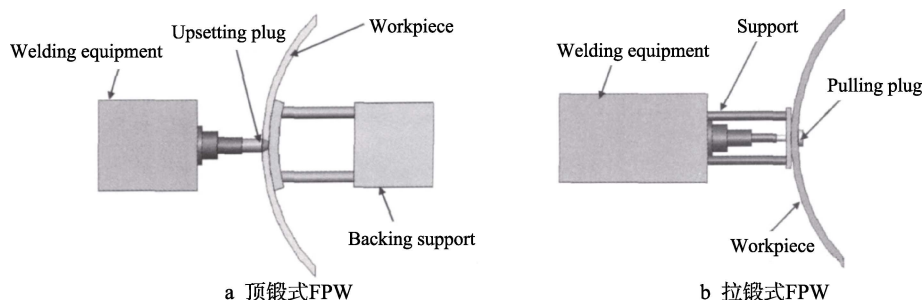 Upsetting plug
Workpiece
Welding equipment
Backing support
a 顶锻式FPW
Support
Welding equipment
Pulling plug
Workpiece
b 拉锻式FPW